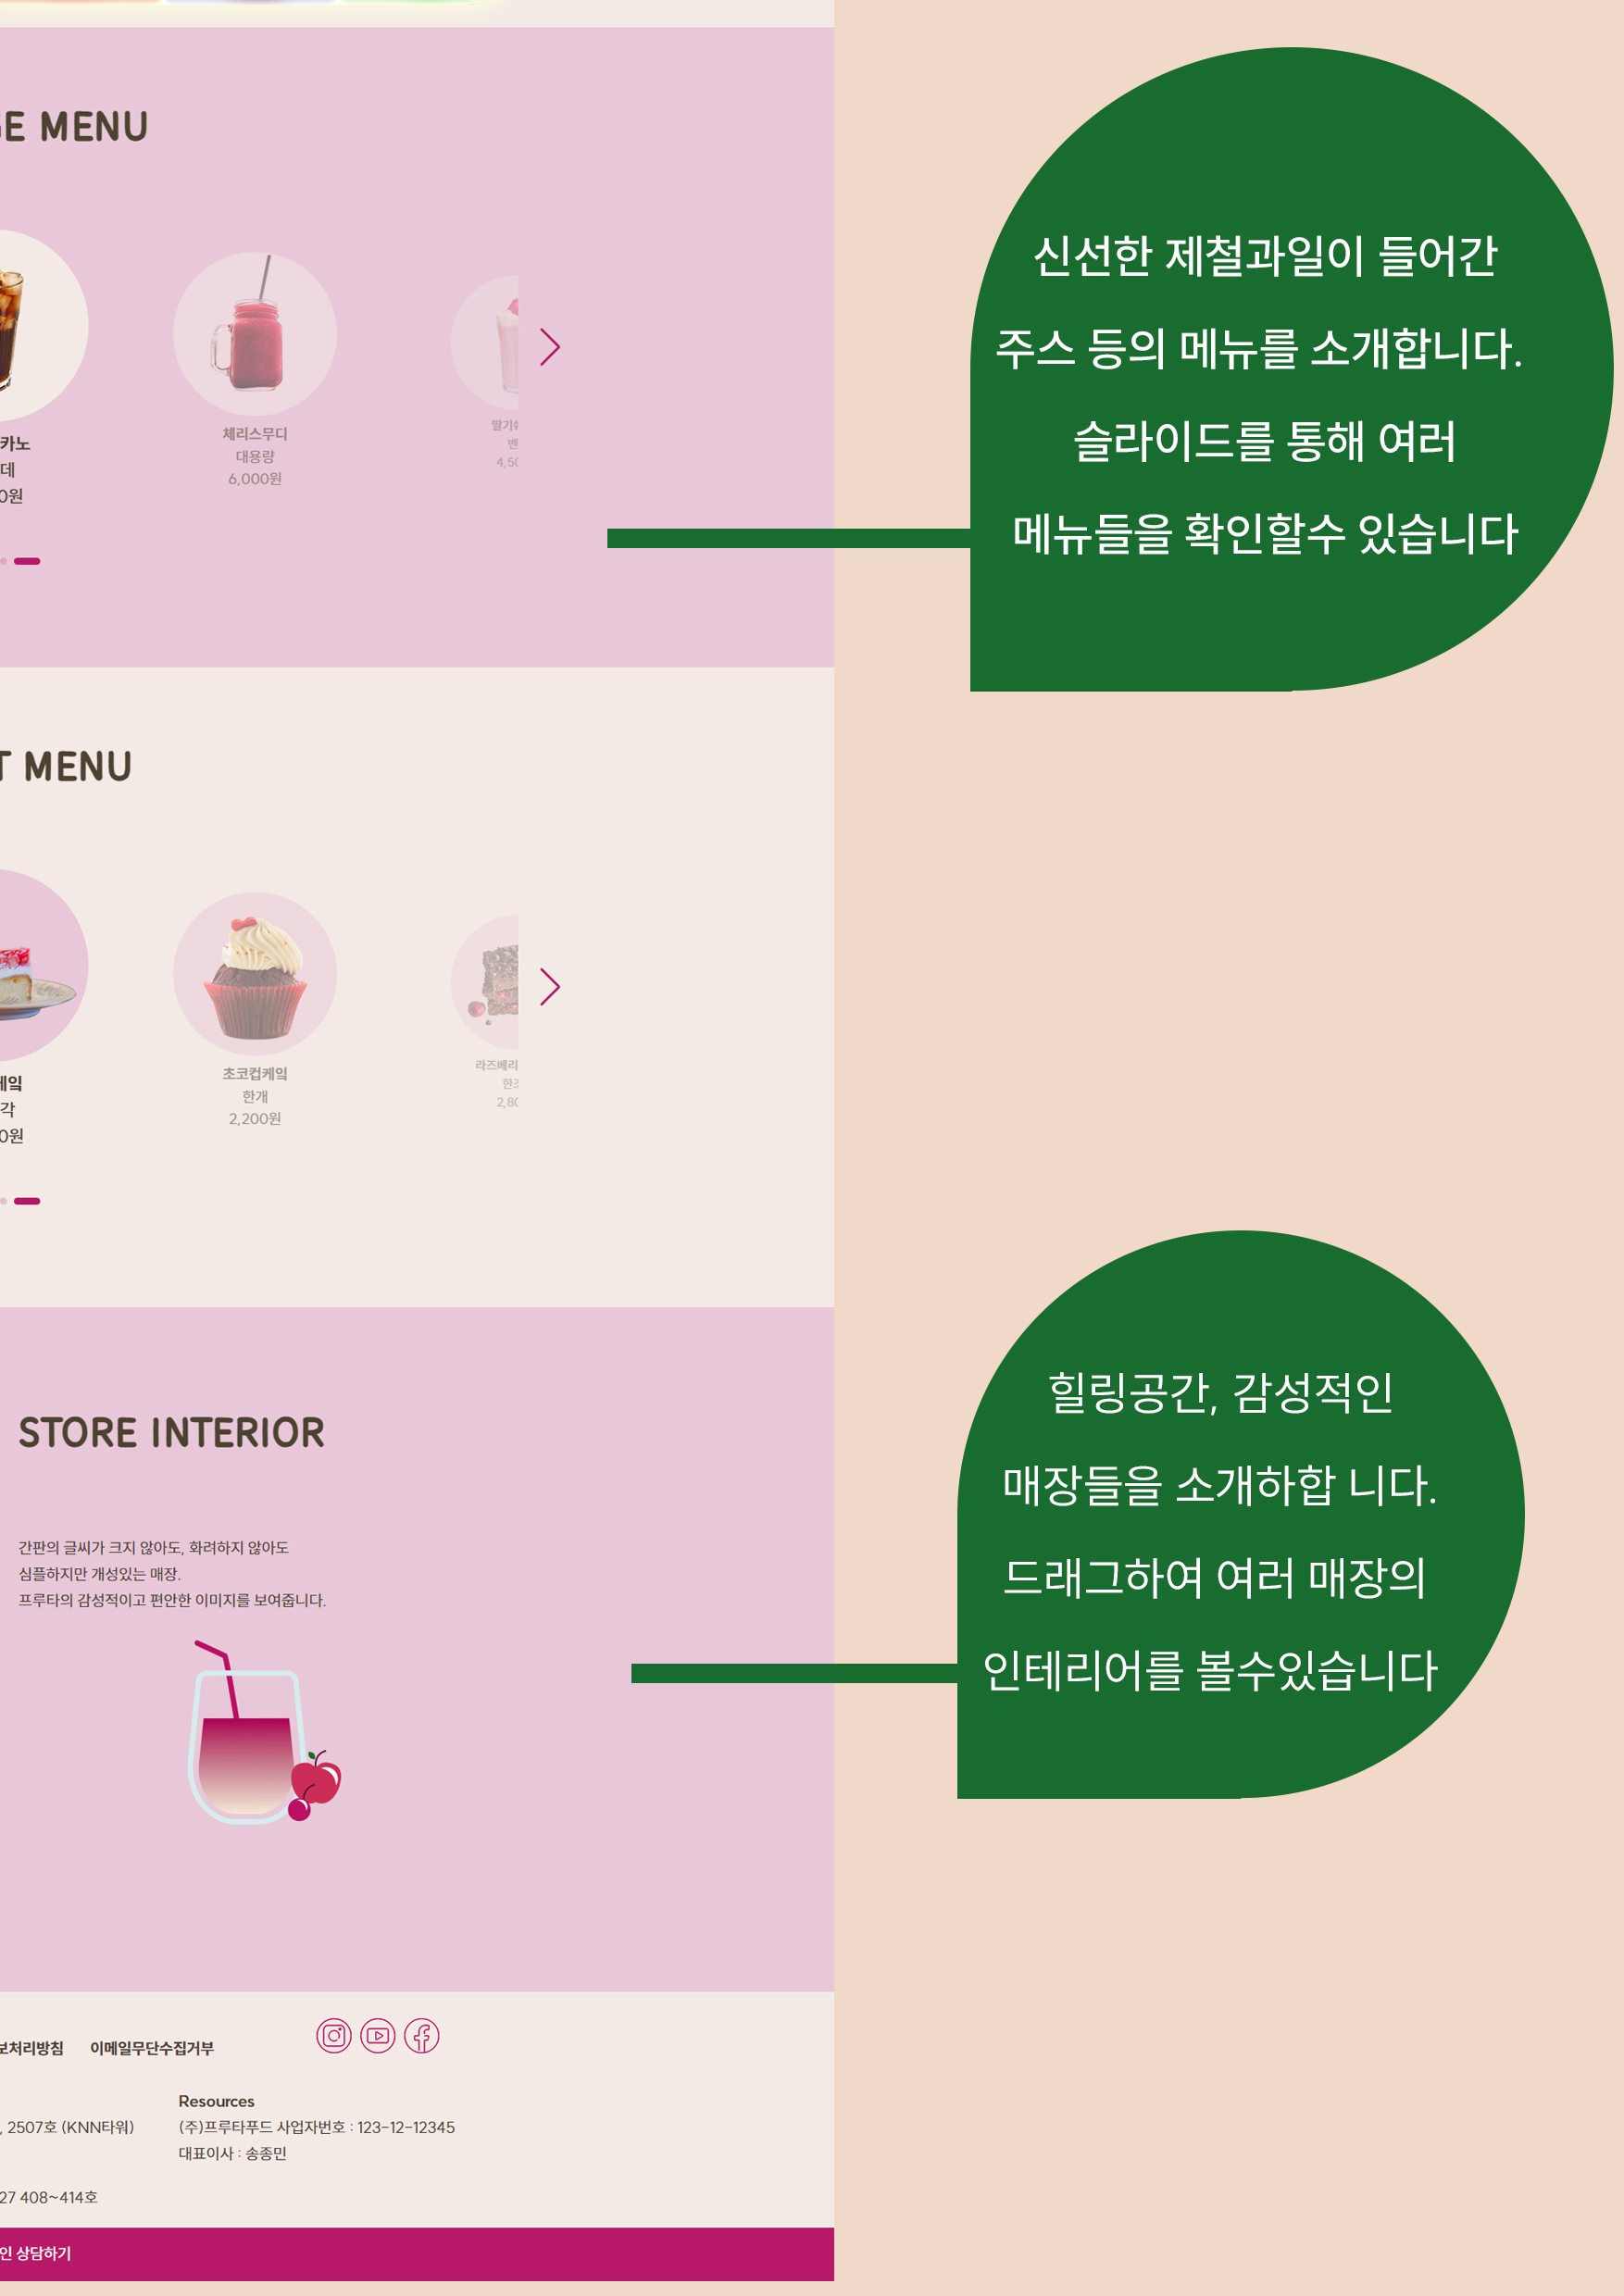 GE MENU
카노
데
0원
체리스무디
대용량
6,000원
딸기쉐
벤
4,50
신선한 제철과일이 들어간
주스 등의 메뉴를 소개합니다.
슬라이드를 통해 여러
메뉴들을 확인할수 있습니다
T MENU
케잌
각
0원
초코컵케잌
한개
2,200원
라즈베리
한조
2,80
STORE INTERIOR
간판의 글씨가 크지 않아도, 화려하지 않아도
심플하지만 개성있는 매장.
프루타의 감성적이고 편안한 이미지를 보여줍니다.
힐링공간, 감성적인
매장들을 소개하합 니다.
드래그하여 여러 매장의
인테리어를 볼수있습니다
보처리방침 이메일무단수집거부
Resources
, 2507호 (KNN타워)
(주)프루타푸드 사업자번호 : 123-12-12345
대표이사 : 송종민
27 408~414호
인 상담하기